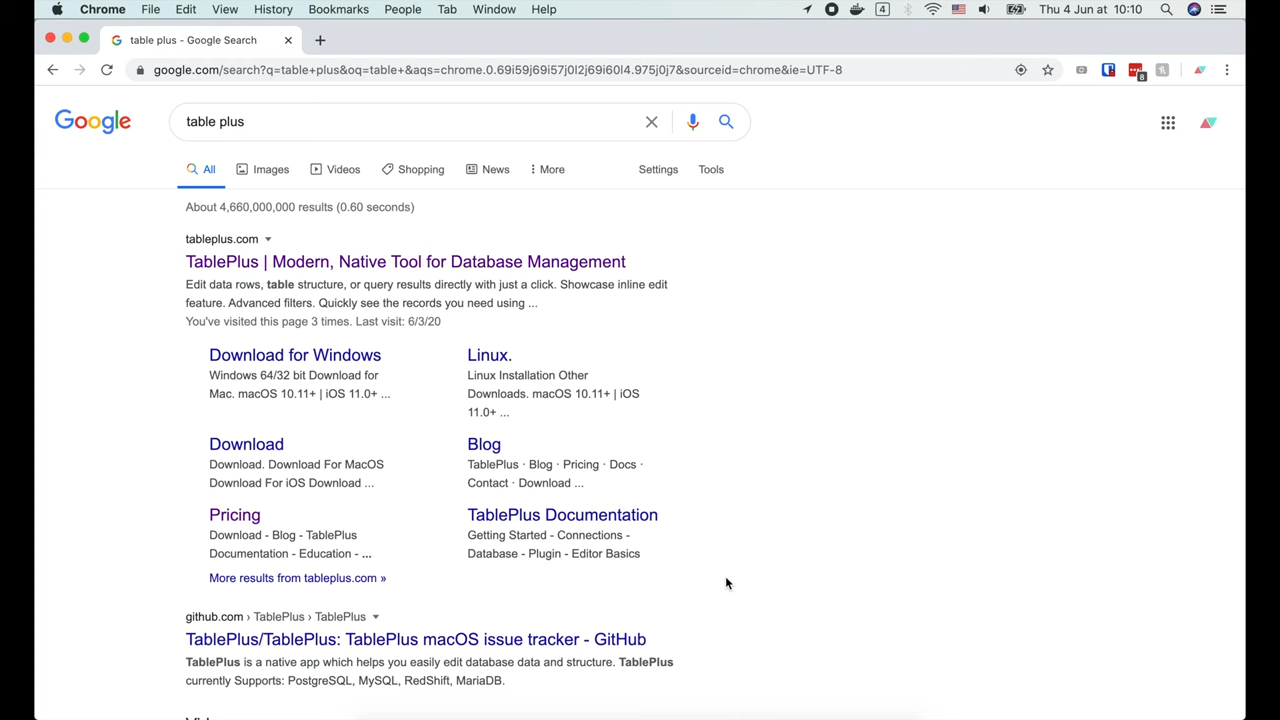 Chrome File Edit View History Bookmarks People Tab Window Help 4 Thu 4 Jun at 10:10
table plus - Google Search
google.com/search?q=table+plus&oq=table+&aqs=chrome.0.69i59j69i57j0l2j69i60l4.975j0j7&sourceid=chrome&ie=UTF-8
8
Google
table plus
All Images Videos Shopping News More Settings Tools
About 4,660,000,000 results (0.60 seconds)
tableplus.com
TablePlus | Modern, Native Tool for Database Management
Edit data rows, table structure, or query results directly with just a click. Showcase inline edit
feature. Advanced filters. Quickly see the records you need using ...
You've visited this page 3 times. Last visit: 6/3/20
Download for Windows
Windows 64/32 bit Download for
Mac. macOS 10.11+ | iOS 11.0+ ...
Linux.
Linux Installation Other
Downloads. macOS 10.11+ | iOS
11.0+ ...
Download
Download. Download For MacOS
Download For iOS Download ...
Blog
TablePlus · Blog · Pricing · Docs ·
Contact · Download ...
Pricing
Download - Blog - TablePlus
Documentation - Education - ...
TablePlus Documentation
Getting Started - Connections -
Database - Plugin - Editor Basics
More results from tableplus.com »
github.com › TablePlus › TablePlus
TablePlus/TablePlus: TablePlus macOS issue tracker - GitHub
TablePlus is a native app which helps you easily edit database data and structure. TablePlus
currently Supports: PostgreSQL, MySQL, RedShift, MariaDB.